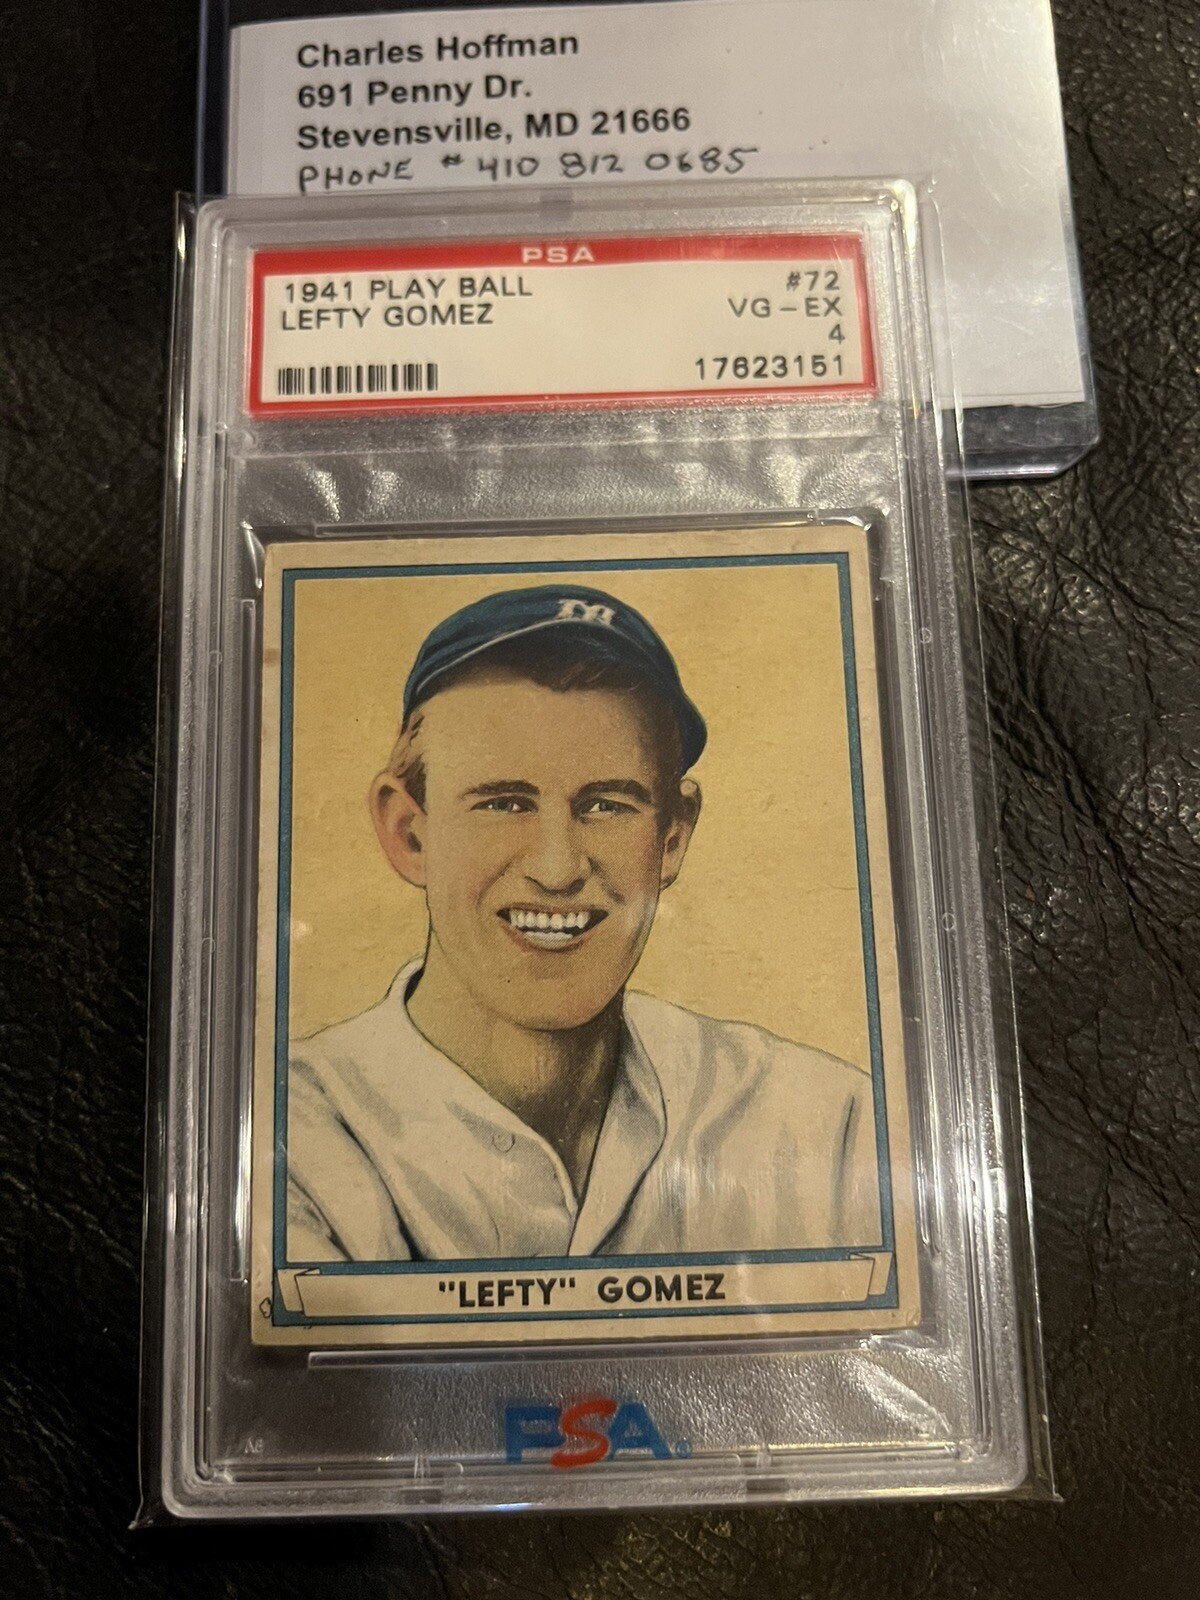 Charles Hoffman
691 Penny Dr.
Stevensville, MD 21666
PHONE # 410 812 0685
PSA
1941 PLAY BALL #72
LEFTY GOMEZ VG-EX
4
17623151
m
"LEFTY" GOMEZ
PSA®